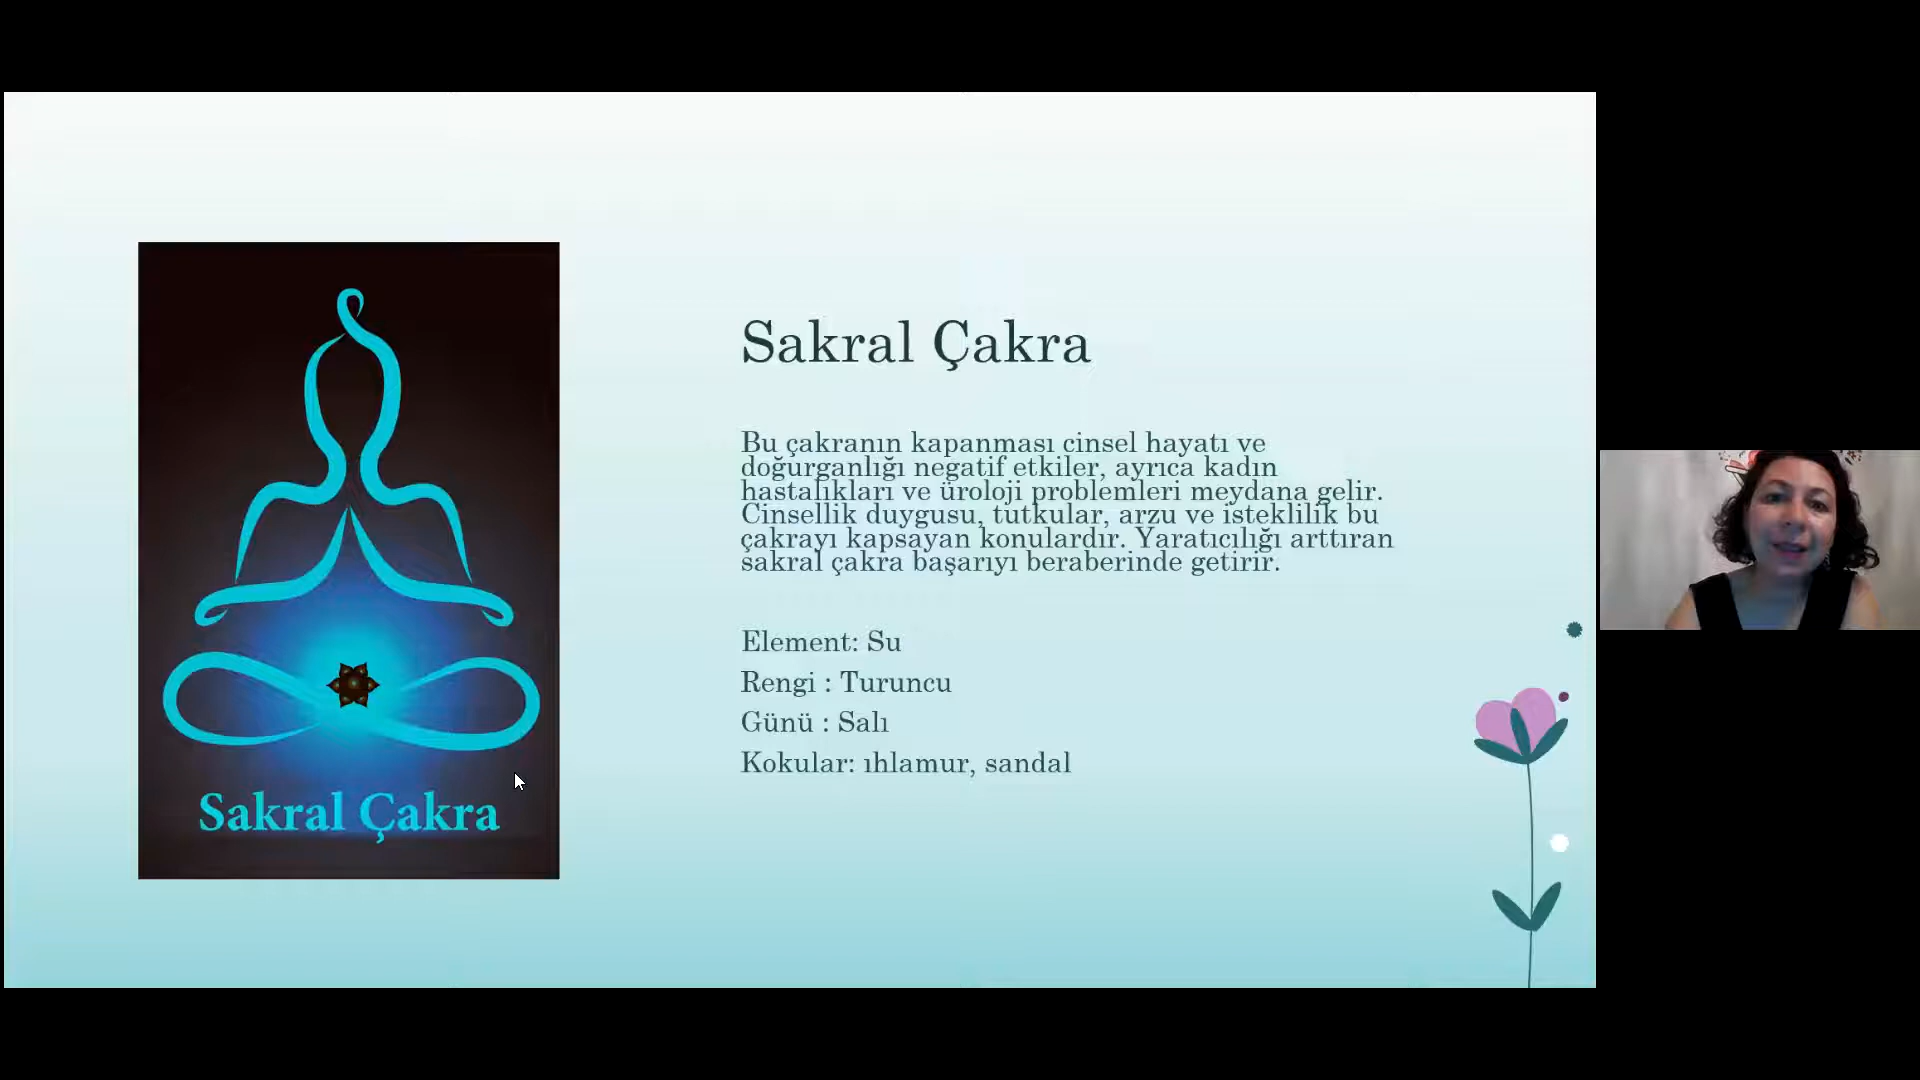 Sakral Çakra
Sakral Çakra
Bu çakranın kapanması cinsel hayatı ve
doğurganlığı negatif etkiler, ayrıca kadın
hastalıkları ve üroloji problemleri meydana gelir.
Cinsellik duygusu, tutkular, arzu ve isteklilik bu
çakrayı kapsayan konulardır. Yaratıcılığı arttıran
sakral çakra başarıyı beraberinde getirir.
Element: Su
Rengi : Turuncu
Günü : Salı
Kokular: ıhlamur, sandal